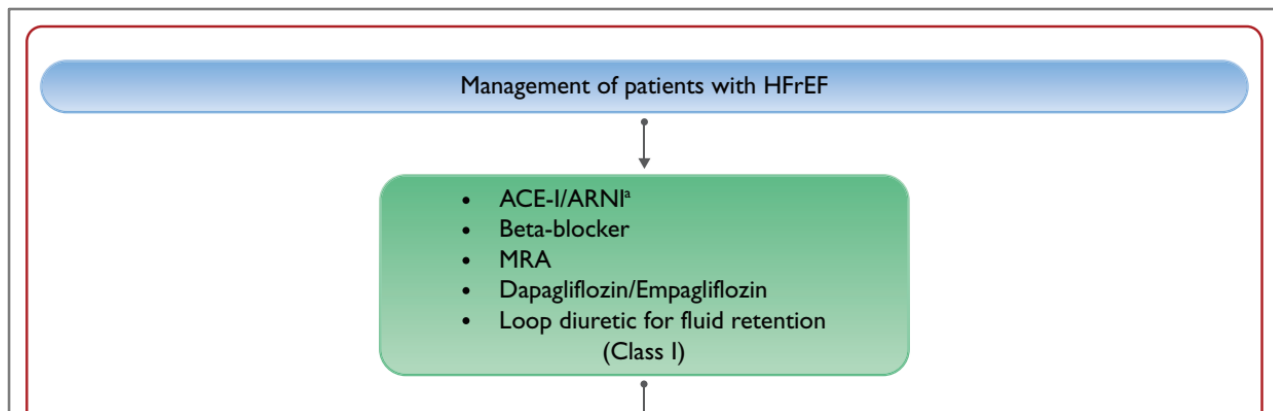 Management of patients with HFrEF
• ACE-I/ARNIᵃ
• Beta-blocker
• MRA
• Dapagliflozin/Empagliflozin
• Loop diuretic for fluid retention
(Class I)